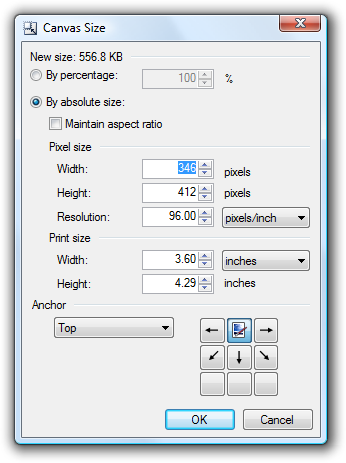 Canvas Size
New size: 556.8 KB
By percentage: 100 %
By absolute size:
Maintain aspect ratio
Pixel size
Width: 346 pixels
Height: 412 pixels
Resolution: 96.00 pixels/inch
Print size
Width: 3.60 inches
Height: 4.29 inches
Anchor
Top
OK Cancel